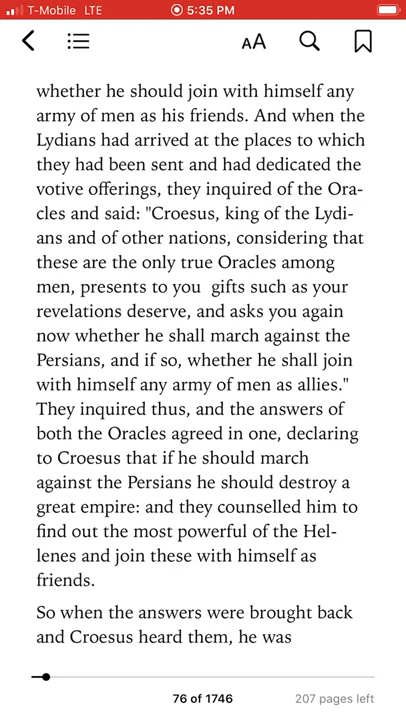 T-Mobile LTE 5:35 PM
AA
whether he should join with himself any
army of men as his friends. And when the
Lydians had arrived at the places to which
they had been sent and had dedicated the
votive offerings, they inquired of the Ora-
cles and said: "Croesus, king of the Lydi-
ans and of other nations, considering that
these are the only true Oracles among
men, presents to you gifts such as your
revelations deserve, and asks you again
now whether he shall march against the
Persians, and if so, whether he shall join
with himself any army of men as allies."
They inquired thus, and the answers of
both the Oracles agreed in one, declaring
to Croesus that if he should march
against the Persians he should destroy a
great empire: and they counselled him to
find out the most powerful of the Hel-
lenes and join these with himself as
friends.
So when the answers were brought back
and Croesus heard them, he was
76 of 1746 207 pages left